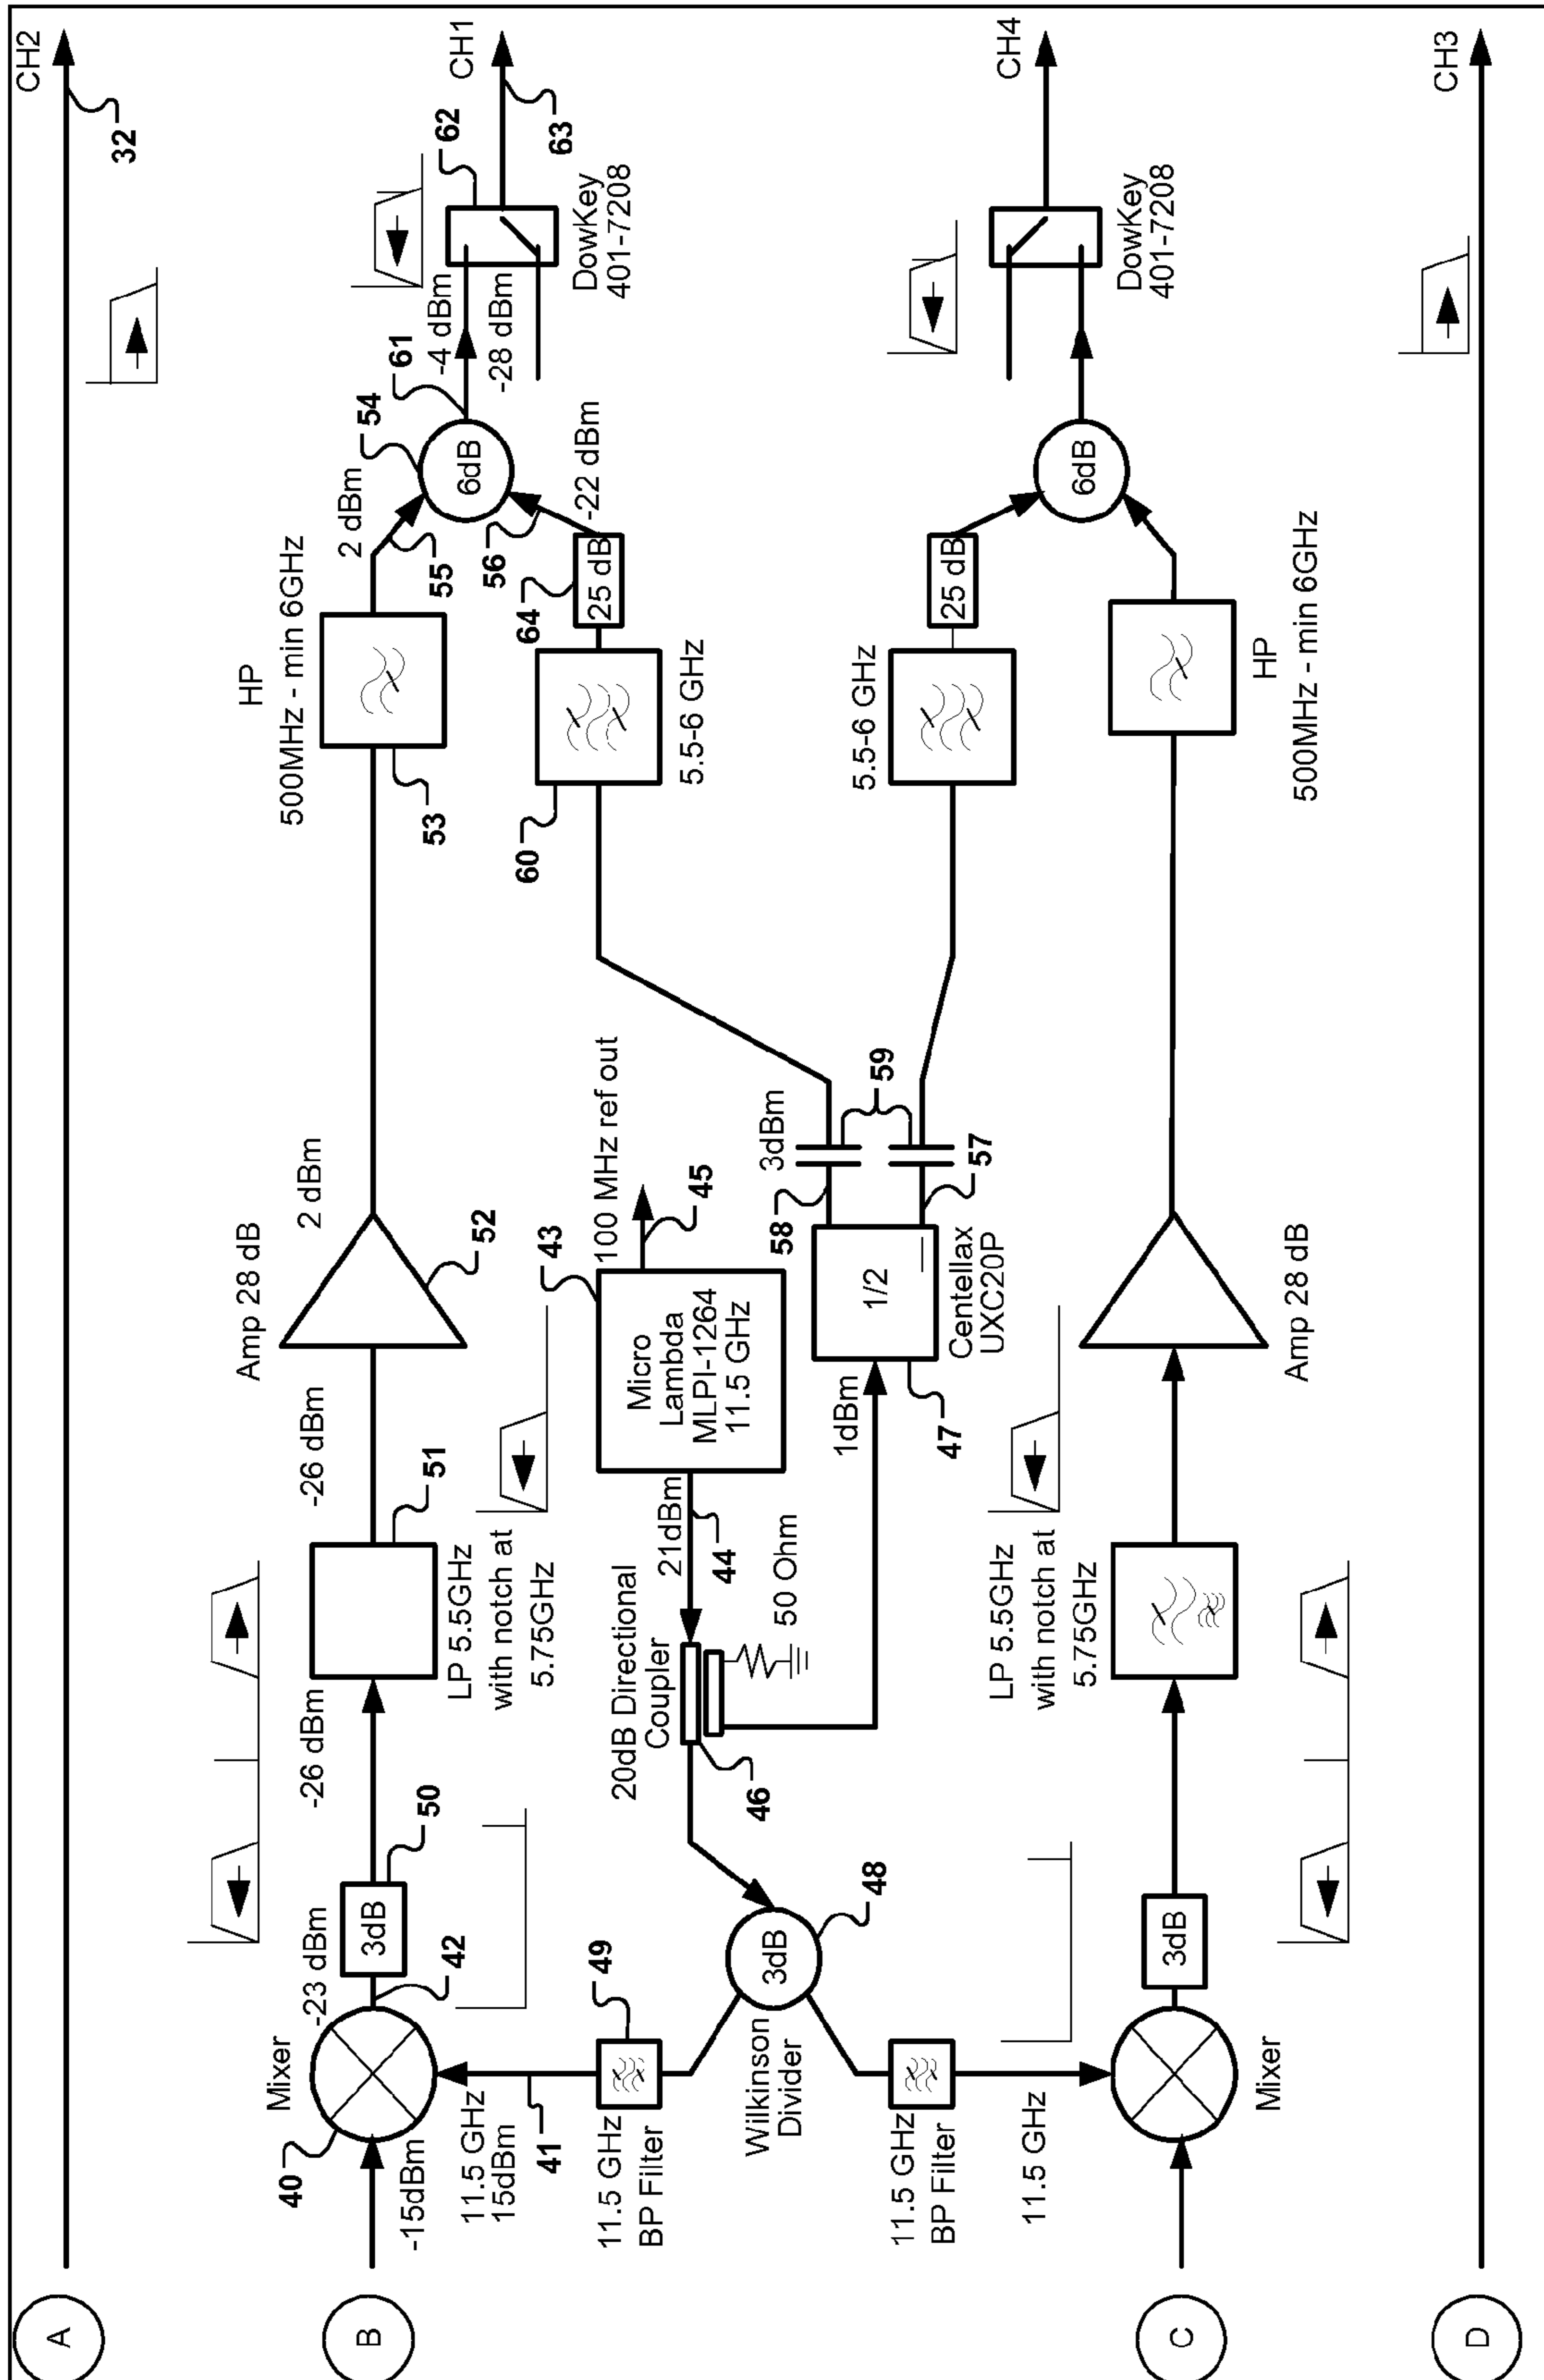 A
32
CH2
B
40
-15dBm
Mixer
-23 dBm
42
3dB
50
-26 dBm
51
LP 5.5GHz
with notch at
5.75GHz
-26 dBm
Amp 28 dB
52
2 dBm
HP
500MHz - min 6GHz
53
2 dBm
55
54
6dB
61
-4 dBm
-28 dBm
62
DowKey
401-7208
63
CH1
11.5 GHz
15dBm
41
11.5 GHz
BP Filter
49
Wilkinson
Divider
3dB
48
20dB Directional
Coupler
46
50 Ohm
21dBm
44
Micro
Lambda
MLPI-1264
11.5 GHz
43
100 MHz ref out
45
1dBm
47
1/2
Centellax
UXC20P
58
3dBm
57
59
60
5.5-6 GHz
64
25 dB
56
-22 dBm
11.5 GHz
BP Filter
11.5 GHz
5.5-6 GHz
25 dB
C
Mixer
3dB
LP 5.5GHz
with notch at
5.75GHz
Amp 28 dB
HP
500MHz - min 6GHz
6dB
DowKey
401-7208
CH4
D
CH3